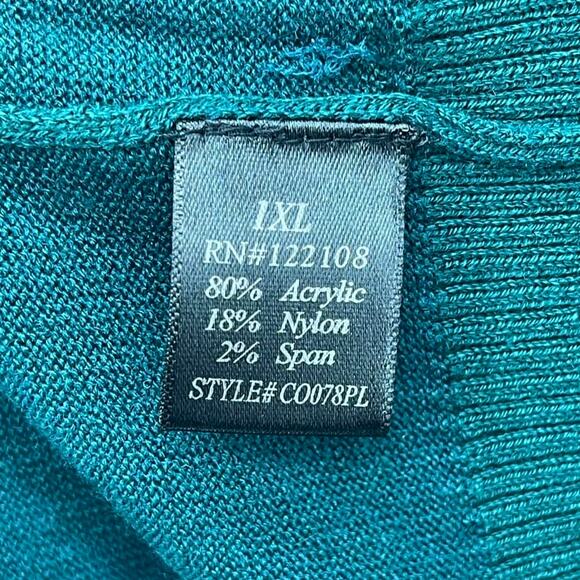 1XL
RN#122108
80% Acrylic
18% Nylon
2% Span
STYLE# CO078PL